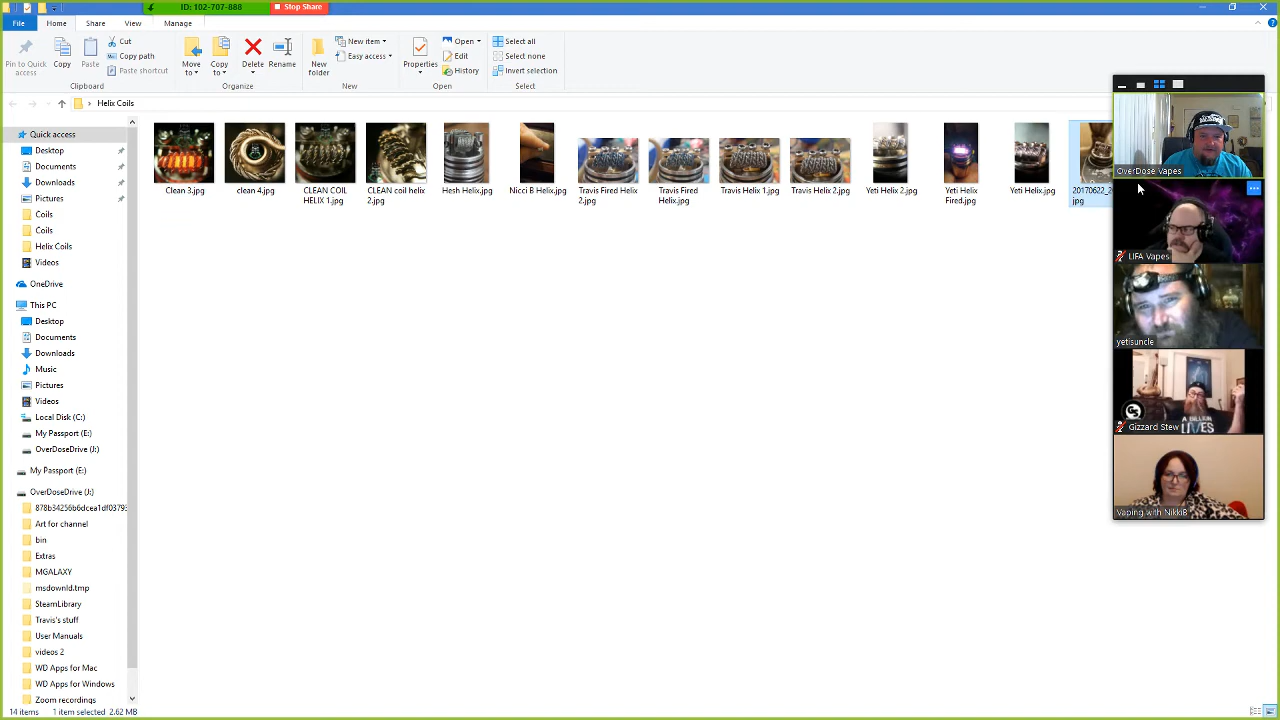 ID: 102-707-888
Stop Share
File
Home
Share
View
Manage
Pin to Quick access
Copy
Paste
Cut
Copy path
Paste shortcut
Clipboard
Move to
Copy to
Delete
Rename
Organize
New folder
New item
Easy access
New
Properties
Open
Edit
History
Open
Select all
Select none
Invert selection
Select
Helix Coils
Quick access
Desktop
Documents
Downloads
Pictures
Coils
Coils
Helix Coils
Videos
OneDrive
This PC
Desktop
Documents
Downloads
Music
Pictures
Videos
Local Disk (C:)
My Passport (E:)
OverDoseDrive (J:)
My Passport (E:)
OverDoseDrive (J:)
878b34256b6dcea1df0379
Art for channel
bin
Extras
MGALAXY
msdownld.tmp
SteamLibrary
Travis's stuff
User Manuals
videos 2
WD Apps for Mac
WD Apps for Windows
Zoom recordings
Clean 3.jpg
clean 4.jpg
CLEAN COIL HELIX 1.jpg
CLEAN coil helix 2.jpg
Hesh Helix.jpg
Nicci B Helix.jpg
Travis Fired Helix 2.jpg
Travis Fired Helix.jpg
Travis Helix 1.jpg
Travis Helix 2.jpg
Yeti Helix 2.jpg
Yeti Helix Fired.jpg
Yeti Helix.jpg
20170622_2
jpg
OverDose Vapes
LIFA Vapes
yetisuncle
GS
A BILLION
LIVES
Gizzard Stew
Vaping with NikkiB
14 items
1 item selected 2.62 MB